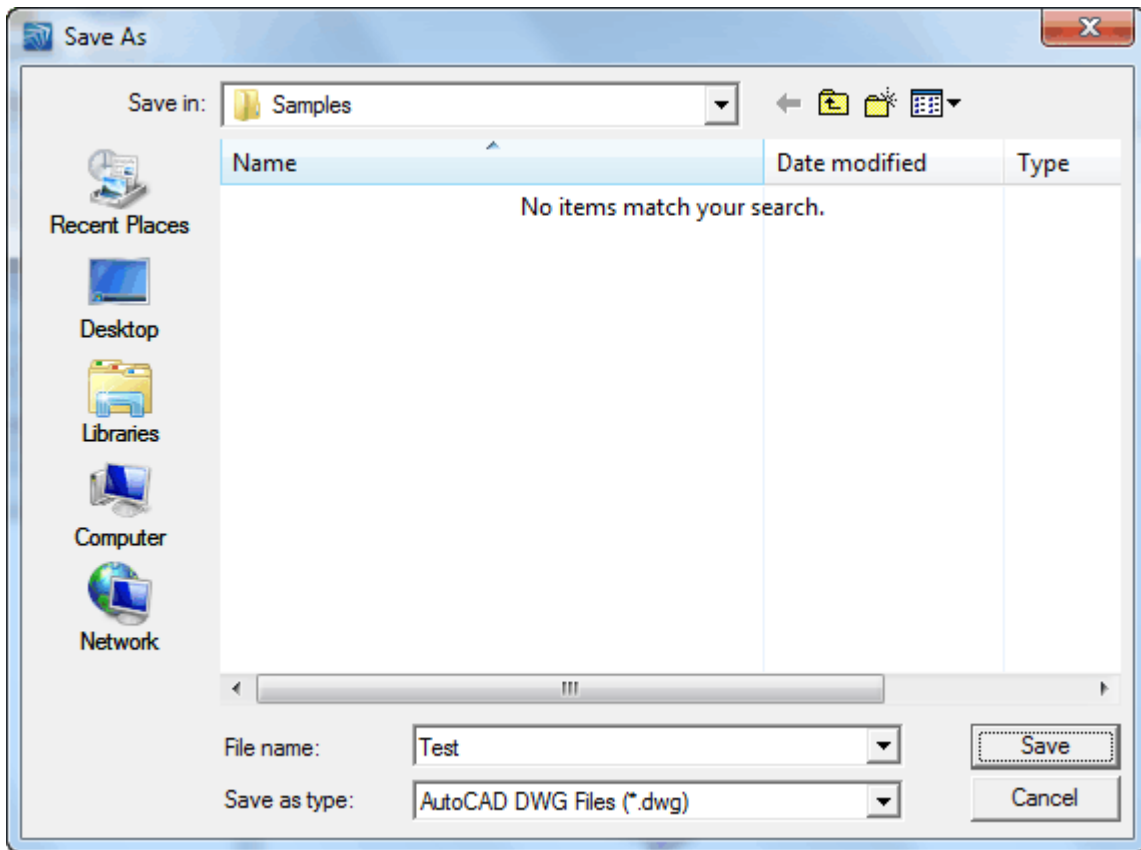 Save As
Save in: Samples
Name Date modified Type
No items match your search.
Recent Places
Desktop
Libraries
Computer
Network
File name: Test Save
Save as type: AutoCAD DWG Files (*.dwg) Cancel